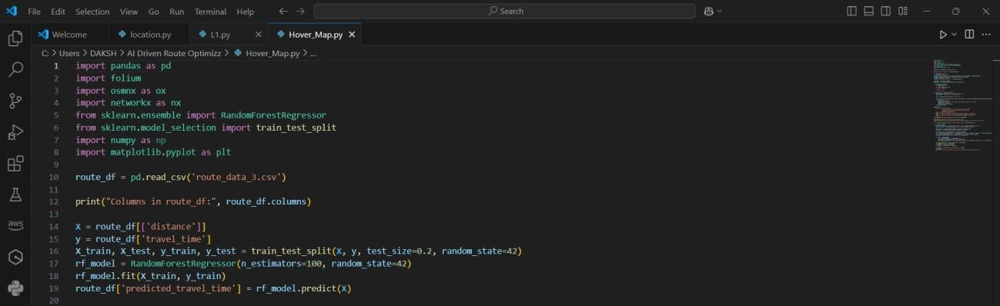 File Edit Selection View Go Run Terminal Help Search
Welcome location.py L1.py Hover_Map.py
C: > Users > DAKSH > AI Driven Route Optimizz > Hover_Map.py > ...
1 import pandas as pd
2 import folium
3 import osmnx as ox
4 import networkx as nx
5 from sklearn.ensemble import RandomForestRegressor
6 from sklearn.model_selection import train_test_split
7 import numpy as np
8 import matplotlib.pyplot as plt
9
10 route_df = pd.read_csv('route_data_3.csv')
11
12 print("Columns in route_df:", route_df.columns)
13
14 X = route_df[['distance']]
15 y = route_df['travel_time']
16 X_train, X_test, y_train, y_test = train_test_split(X, y, test_size=0.2, random_state=42)
17 rf_model = RandomForestRegressor(n_estimators=100, random_state=42)
18 rf_model.fit(X_train, y_train)
19 route_df['predicted_travel_time'] = rf_model.predict(X)
20
aws